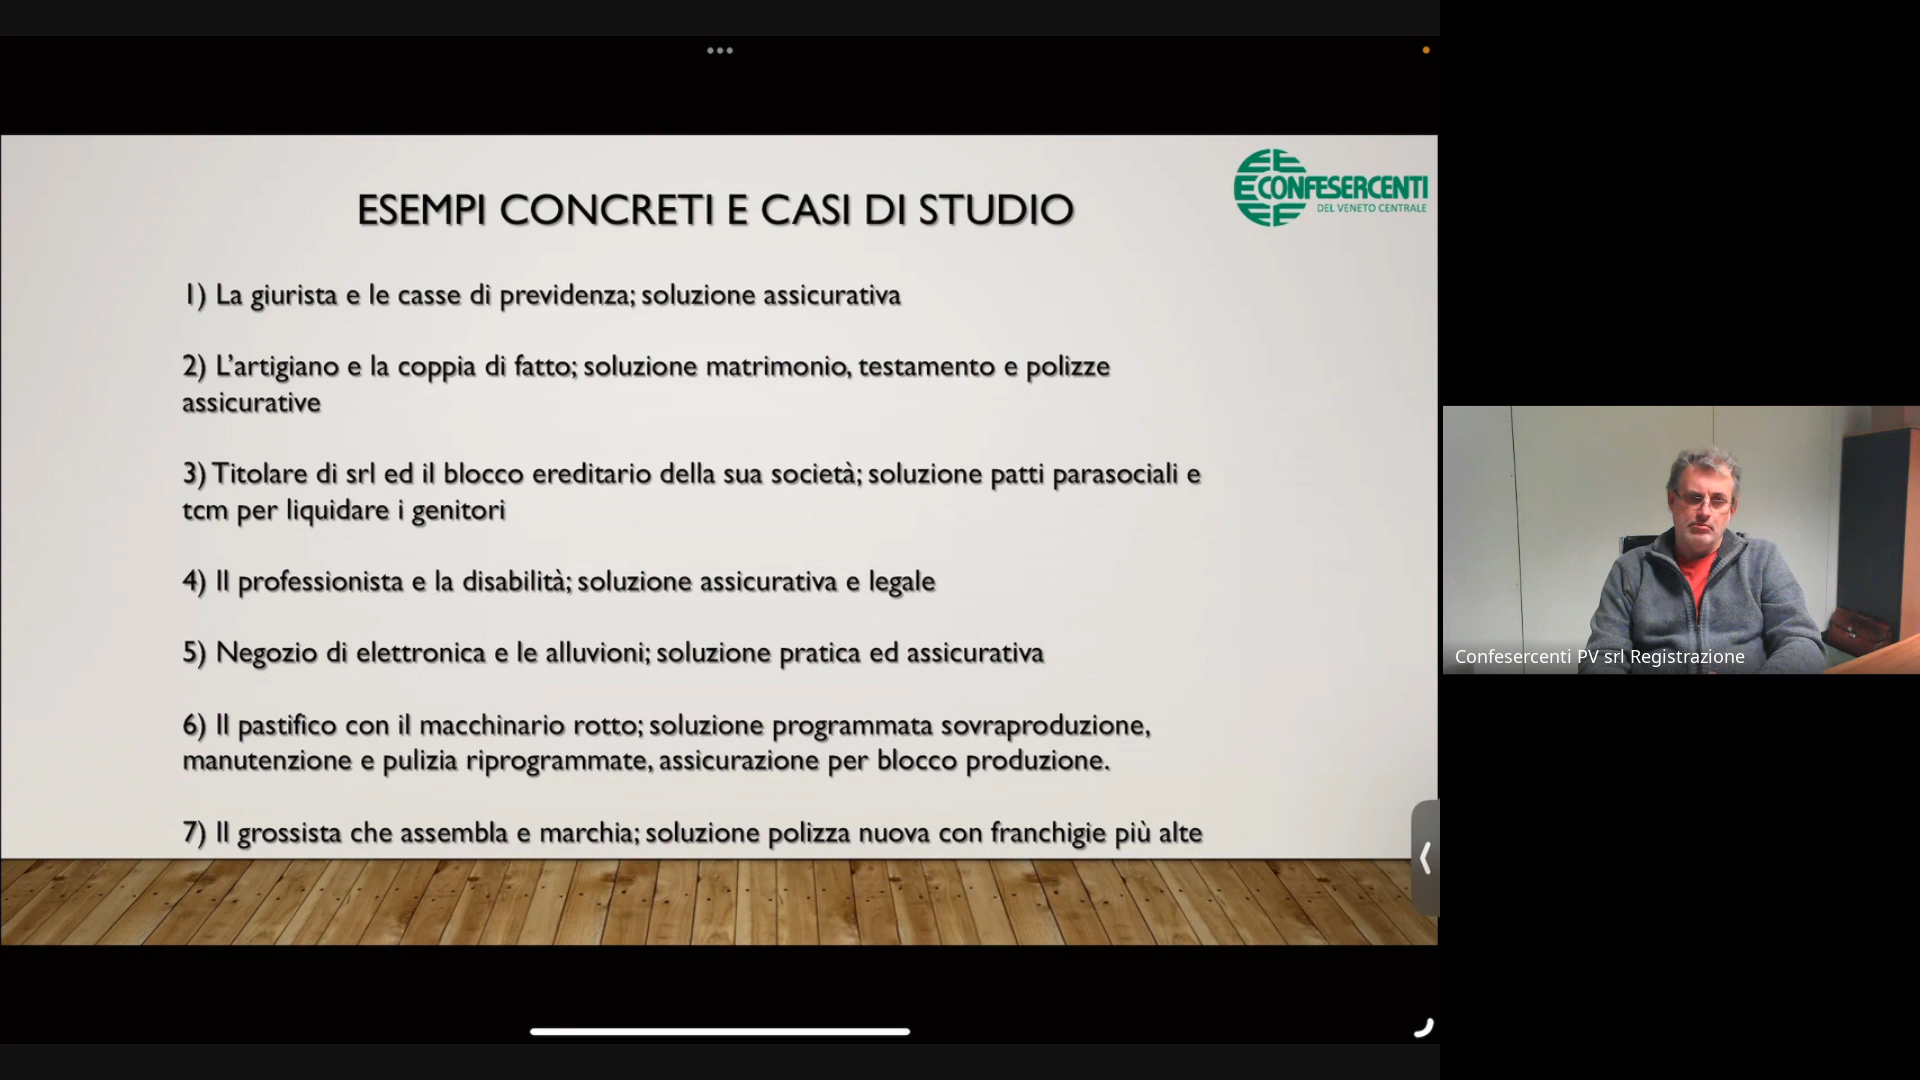 ESEMPI CONCRETI E CASI DI STUDIO
CONFESERCENTI
DEL VENETO CENTRALE
1) La giurista e le casse di previdenza; soluzione assicurativa
2) L’artigiano e la coppia di fatto; soluzione matrimonio, testamento e polizze
assicurative
3) Titolare di srl ed il blocco ereditario della sua società; soluzione patti parasociali e
tcm per liquidare i genitori
4) Il professionista e la disabilità; soluzione assicurativa e legale
5) Negozio di elettronica e le alluvioni; soluzione pratica ed assicurativa
6) Il pastifico con il macchinario rotto; soluzione programmata sovraproduzione,
manutenzione e pulizia riprogrammate, assicurazione per blocco produzione.
7) Il grossista che assembla e marchia; soluzione polizza nuova con franchigie più alte
Confesercenti PV srl Registrazione